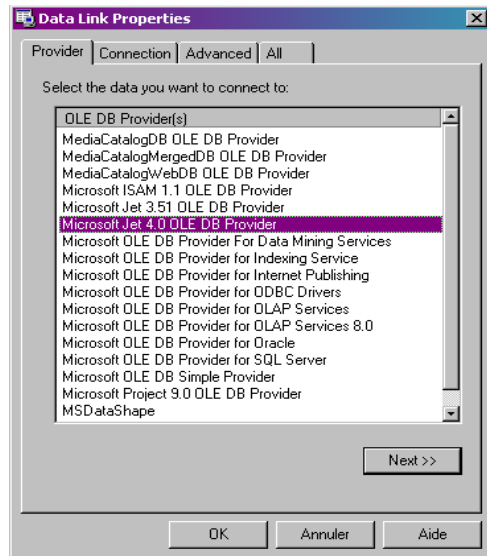 Data Link Properties
Provider Connection Advanced All
Select the data you want to connect to:
OLE DB Provider(s)
MediaCatalogDB OLE DB Provider
MediaCatalogMergedDB OLE DB Provider
MediaCatalogWebDB OLE DB Provider
Microsoft ISAM 1.1 OLE DB Provider
Microsoft Jet 3.51 OLE DB Provider
Microsoft Jet 4.0 OLE DB Provider
Microsoft OLE DB Provider For Data Mining Services
Microsoft OLE DB Provider for Indexing Service
Microsoft OLE DB Provider for Internet Publishing
Microsoft OLE DB Provider for ODBC Drivers
Microsoft OLE DB Provider for OLAP Services
Microsoft OLE DB Provider for OLAP Services 8.0
Microsoft OLE DB Provider for Oracle
Microsoft OLE DB Provider for SQL Server
Microsoft OLE DB Simple Provider
Microsoft Project 9.0 OLE DB Provider
MSDataShape
Next >>
OK Annuler Aide